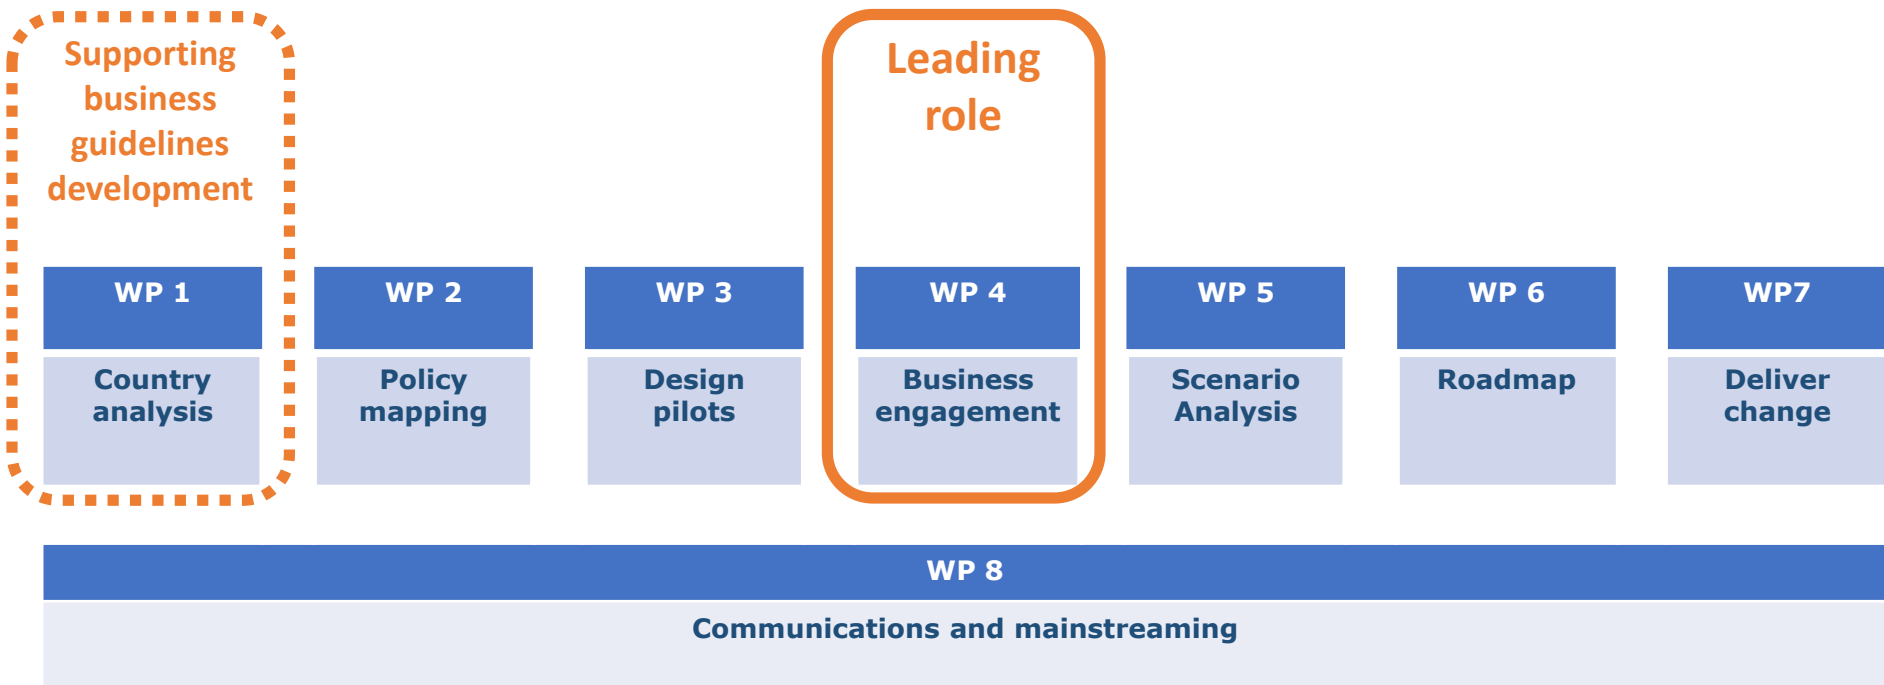 Supporting
business
guidelines
development
Leading
role
WP 1
WP 2
WP 3
WP 4
WP 5
WP 6
WP7
Country
analysis
Policy
mapping
Design
pilots
Business
engagement
Scenario
Analysis
Roadmap
Deliver
change
WP 8
Communications and mainstreaming